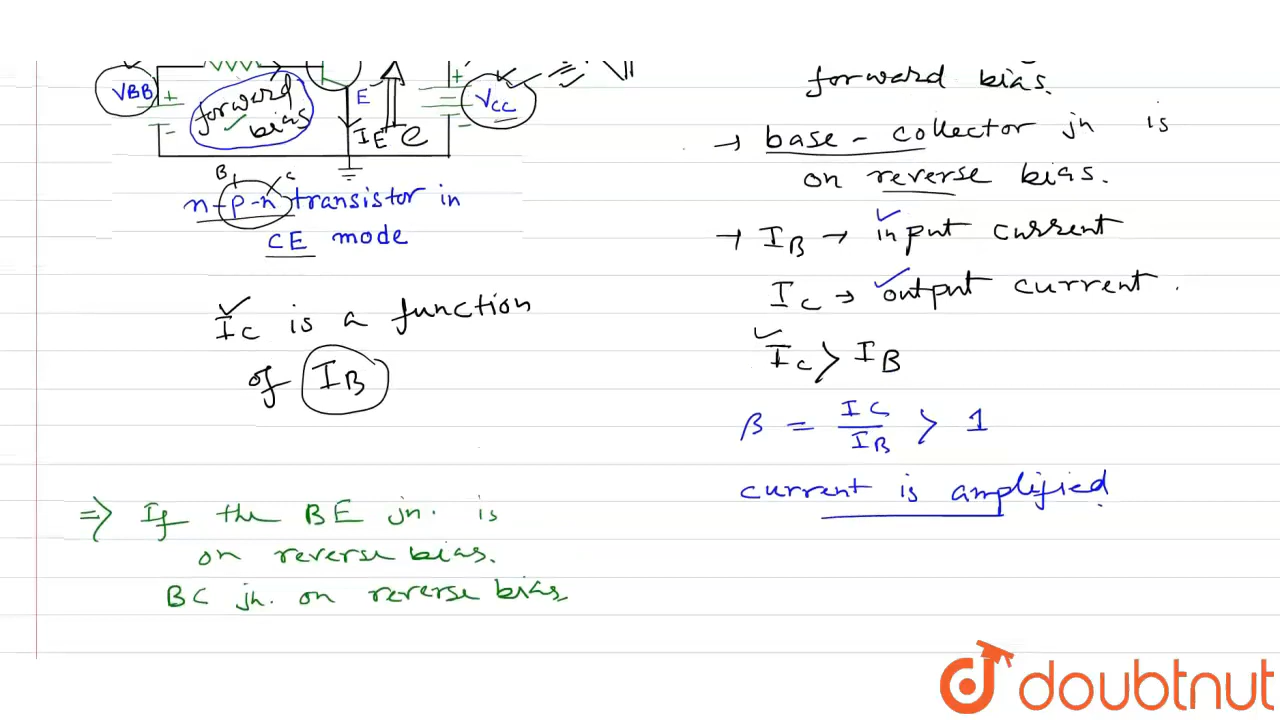 VBB
+
-
forward
bias
E
IE
e
+
-
VCC
B
C
n-p-n transistor in
CE mode
IC is a function
of IB
⇒ If the BE jn. is
on reverse bias.
BC jn. on reverse bias
forward bias.
→ base - collector jn is
on reverse bias.
→ IB → input current
IC → output current.
IC > IB
β = IC/IB > 1
current is amplified.
doubtnut